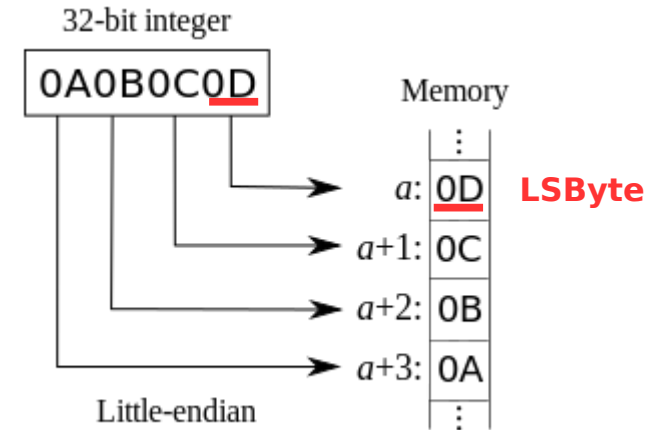 32-bit integer
0A0B0C0D
Memory
⋮
a: 0D LSByte
a+1: 0C
a+2: 0B
a+3: 0A
⋮
Little-endian